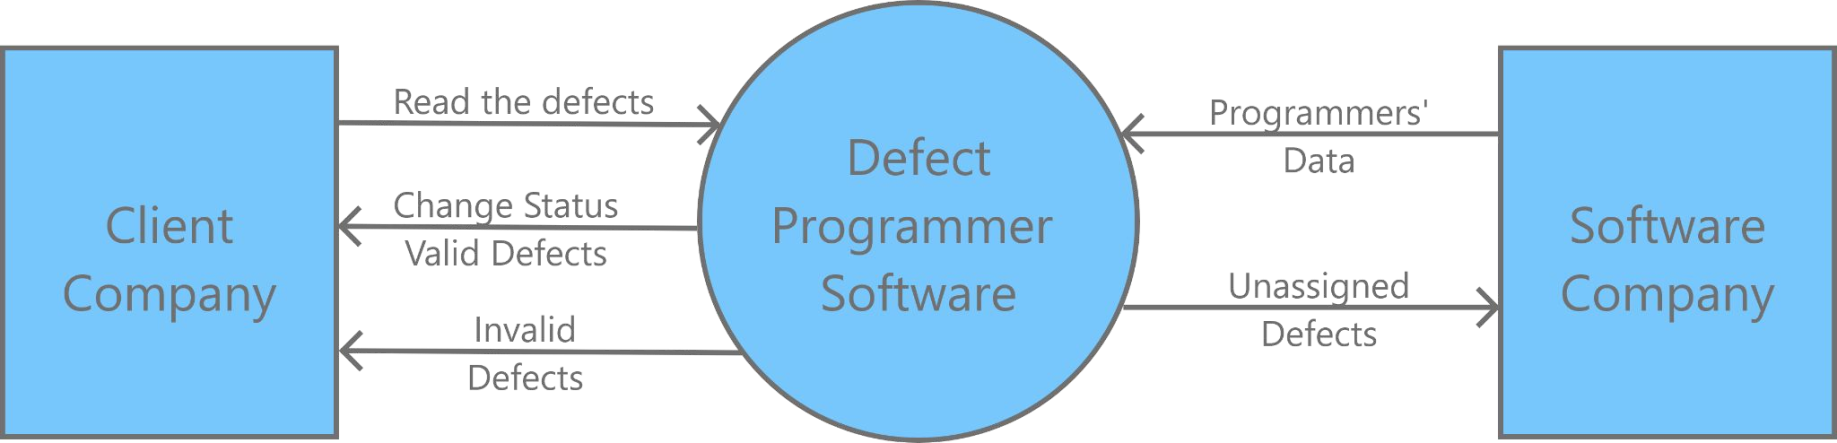 Client
Company
Read the defects
Change Status
Valid Defects
Invalid
Defects
Defect
Programmer
Software
Programmers'
Data
Unassigned
Defects
Software
Company